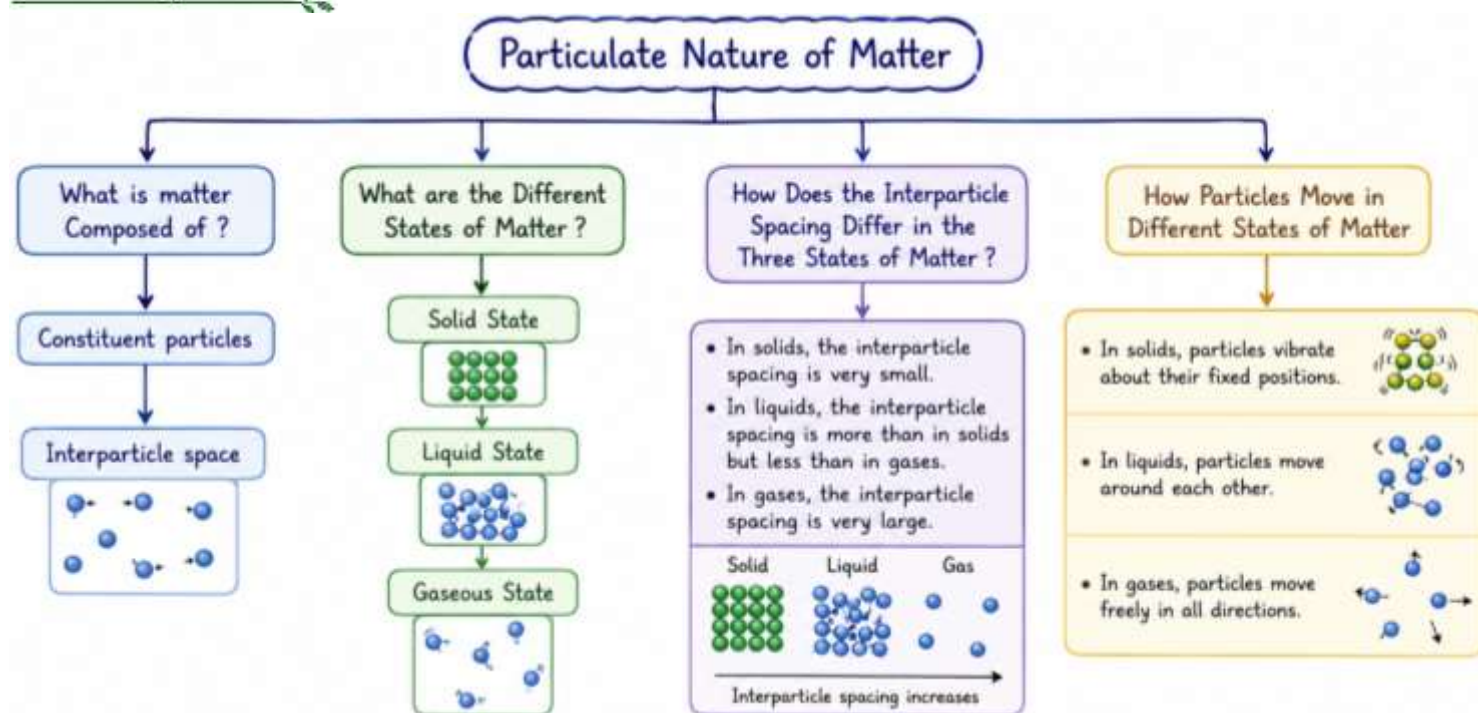 Particulate Nature of Matter
What is matter
Composed of ?
Constituent particles
Interparticle space
What are the Different
States of Matter ?
Solid State
Liquid State
Gaseous State
How Does the Interparticle
Spacing Differ in the
Three States of Matter ?
• In solids, the interparticle
spacing is very small.
• In liquids, the interparticle
spacing is more than in solids
but less than in gases.
• In gases, the interparticle
spacing is very large.
Solid Liquid Gas
Interparticle spacing increases
How Particles Move in
Different States of Matter
• In solids, particles vibrate
about their fixed positions.
• In liquids, particles move
around each other.
• In gases, particles move
freely in all directions.